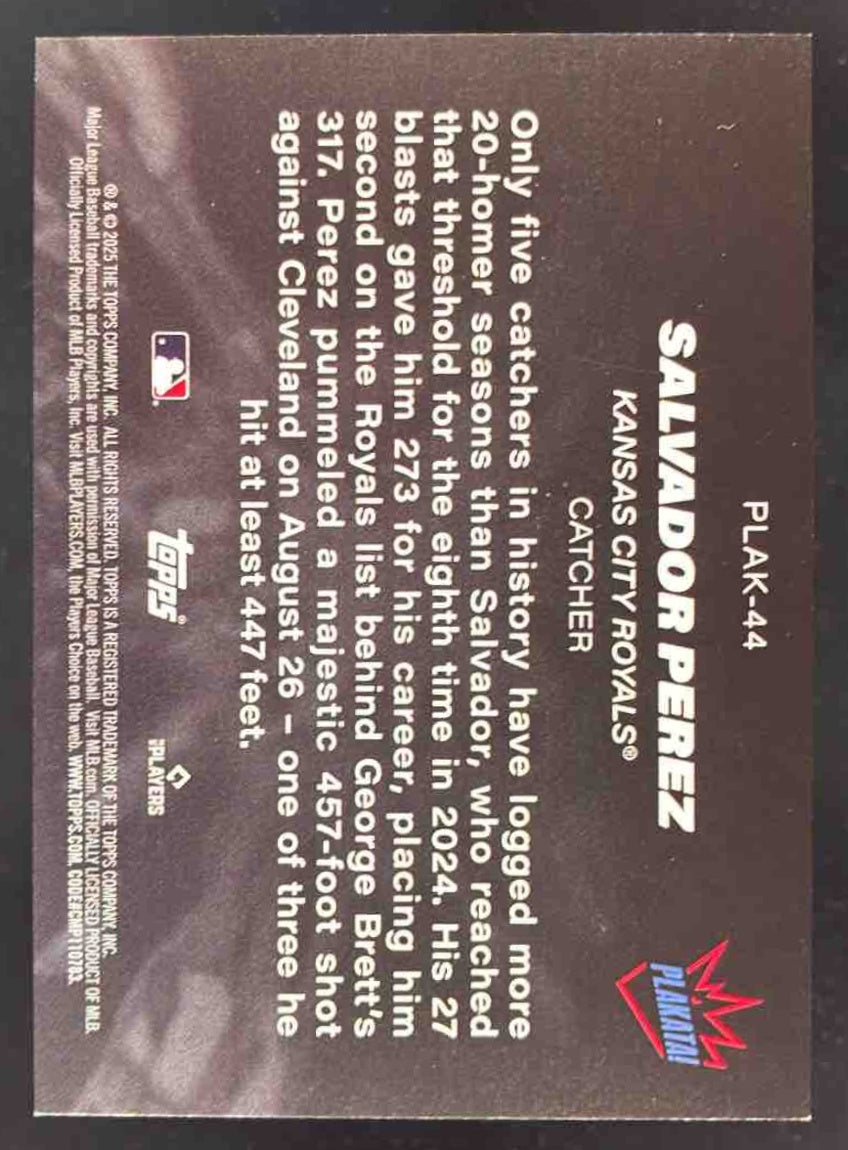 PLAK-44
SALVADOR PEREZ
KANSAS CITY ROYALS®
CATCHER
PLAKATA!
Only five catchers in history have logged more
20-homer seasons than Salvador, who reached
that threshold for the eighth time in 2024. His 27
blasts gave him 273 for his career, placing him
second on the Royals list behind George Brett's
317. Perez pummeled a majestic 457-foot shot
against Cleveland on August 26 – one of three he
hit at least 447 feet.
topps®
PLAYERS
® & © 2025 THE TOPPS COMPANY, INC. ALL RIGHTS RESERVED. TOPPS IS A REGISTERED TRADEMARK OF THE TOPPS COMPANY, INC.
Major League Baseball trademarks and copyrights are used with permission of Major League Baseball. Visit MLB.com. OFFICIALLY LICENSED PRODUCT OF MLB.
Officially Licensed Product of MLB Players, Inc. Visit MLBPLAYERS.COM, the Players Choice on the web. WWW.TOPPS.COM. CODE#CMP110783.